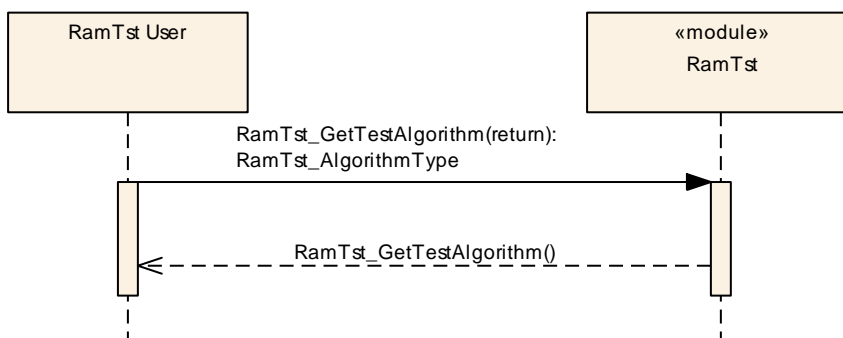 RamTst User
«module»
RamTst
RamTst_GetTestAlgorithm(return):
RamTst_AlgorithmType
RamTst_GetTestAlgorithm()